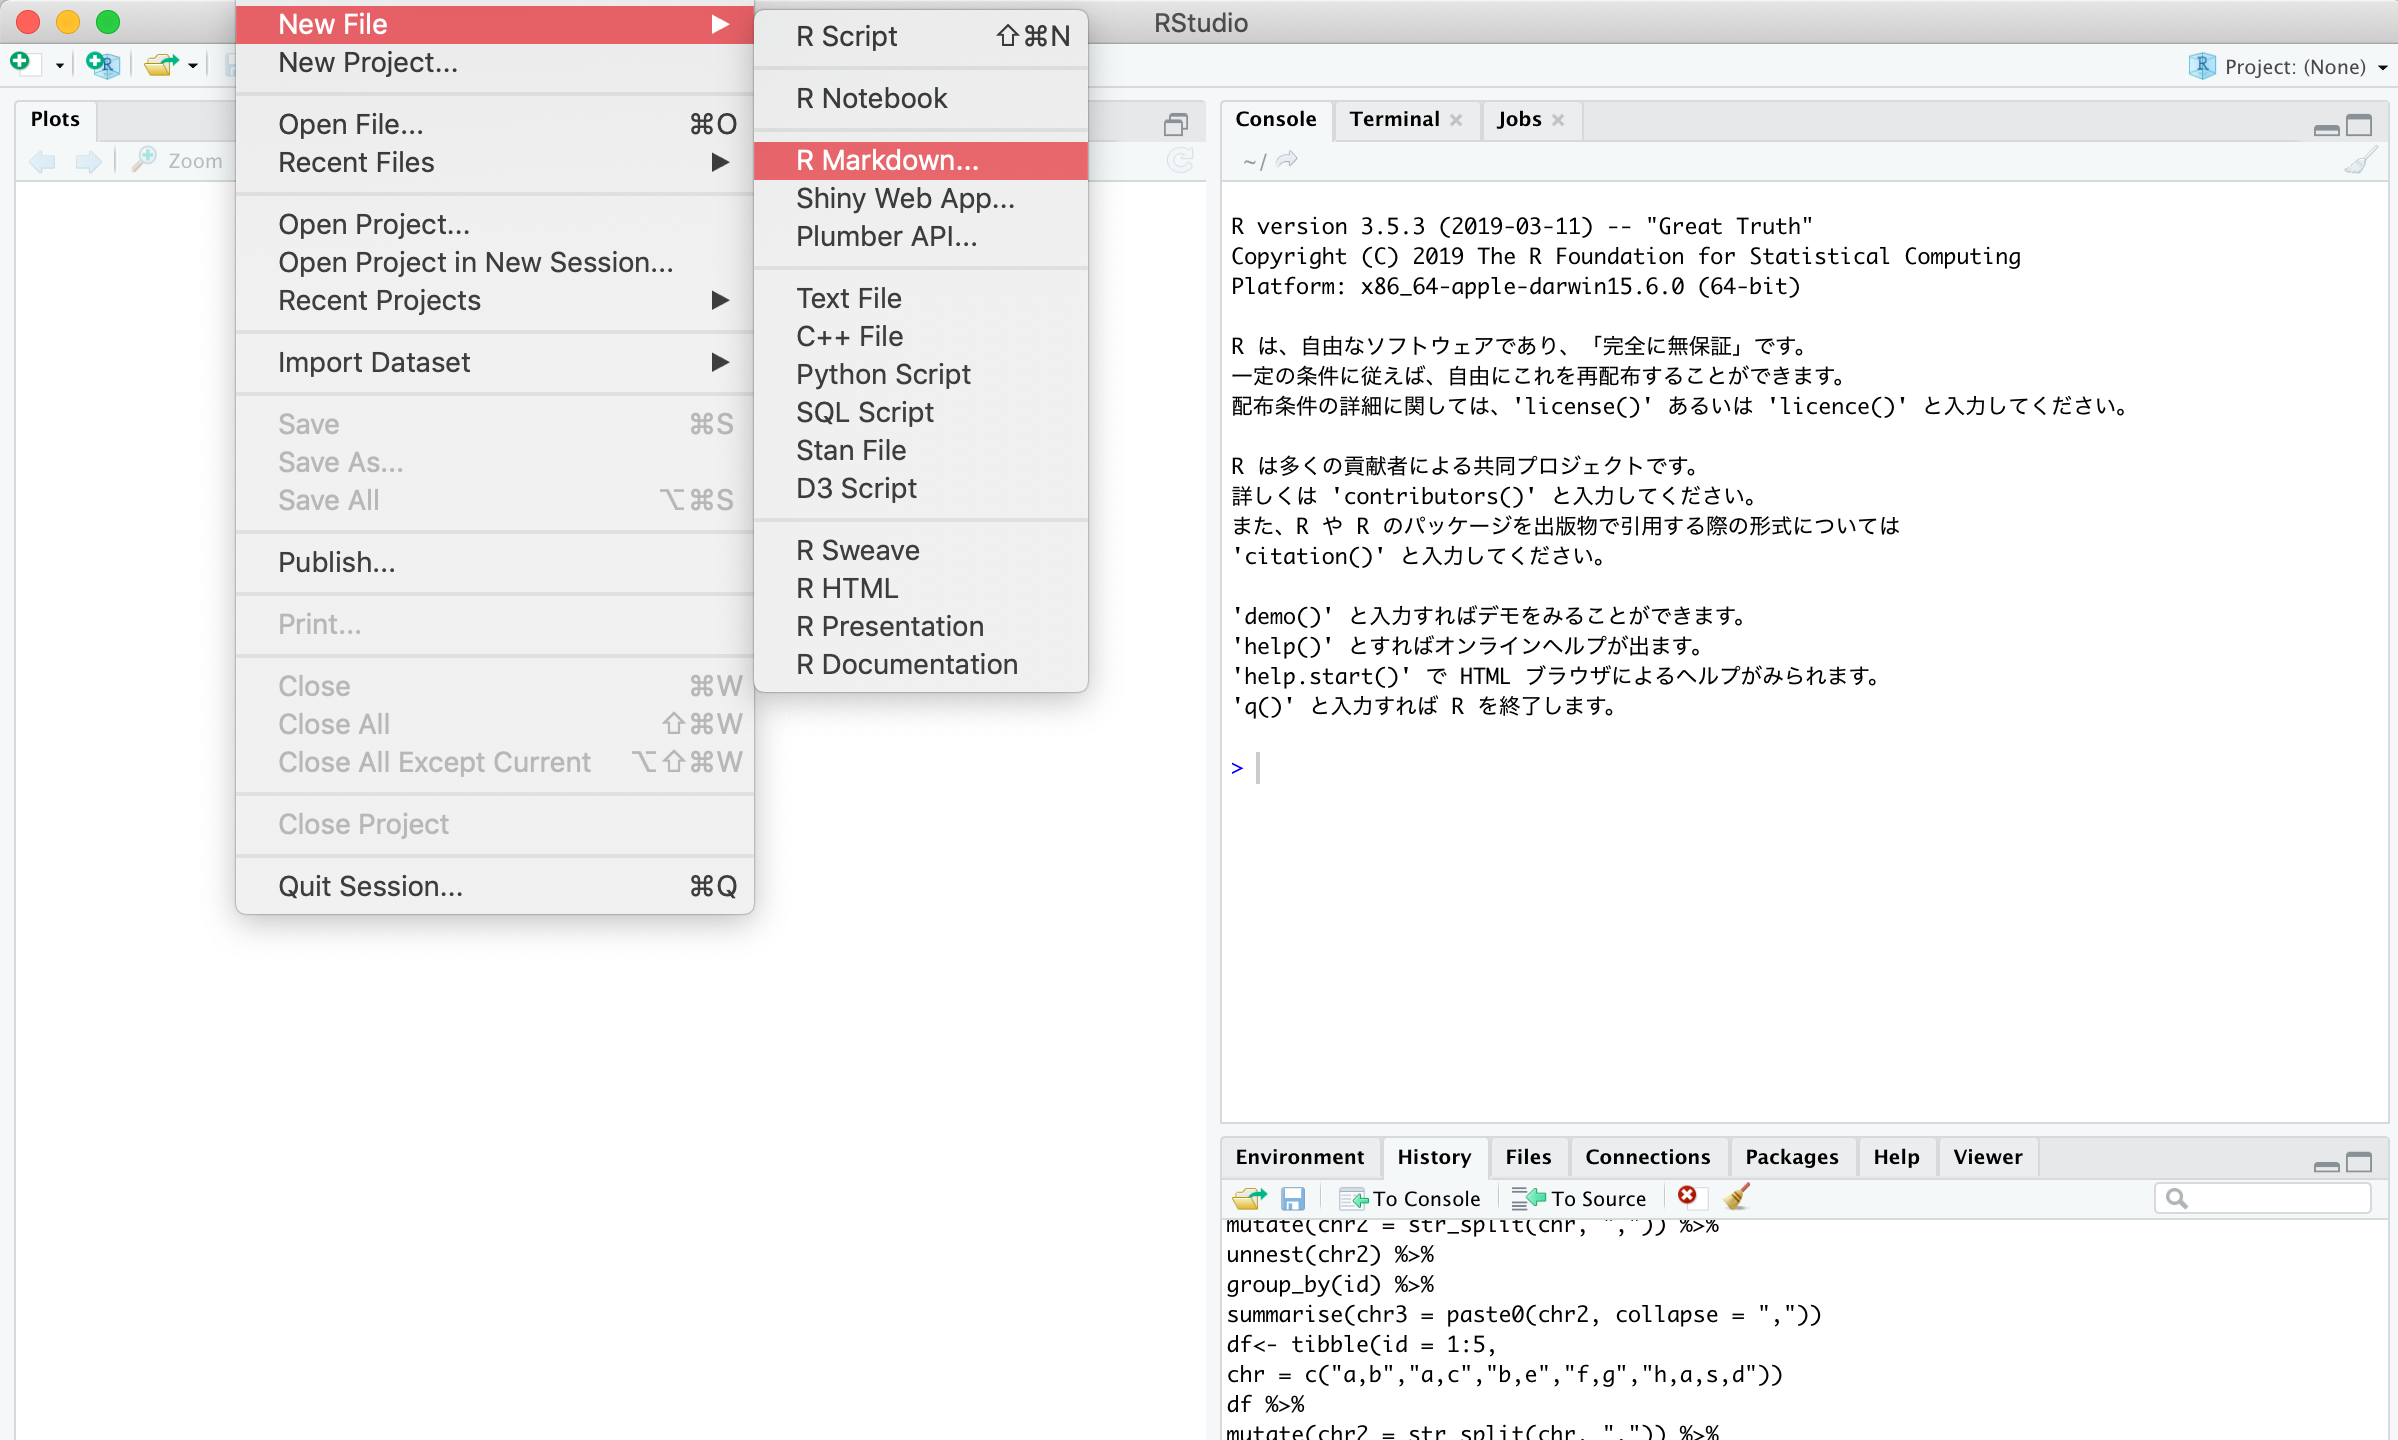 RStudio
Project: (None)
New File
New Project...
Open File... ⌘O
Recent Files
Open Project...
Open Project in New Session...
Recent Projects
Import Dataset
Save ⌘S
Save As...
Save All ⌥⌘S
Publish...
Print...
Close ⌘W
Close All ⇧⌘W
Close All Except Current ⌥⇧⌘W
Close Project
Quit Session... ⌘Q
R Script ⇧⌘N
R Notebook
R Markdown...
Shiny Web App...
Plumber API...
Text File
C++ File
Python Script
SQL Script
Stan File
D3 Script
R Sweave
R HTML
R Presentation
R Documentation
Plots
Zoom
Console Terminal Jobs
~/
R version 3.5.3 (2019-03-11) -- "Great Truth"
Copyright (C) 2019 The R Foundation for Statistical Computing
Platform: x86_64-apple-darwin15.6.0 (64-bit)
R は、自由なソフトウェアであり、「完全に無保証」です。
一定の条件に従えば、自由にこれを再配布することができます。
配布条件の詳細に関しては、'license()' あるいは 'licence()' と入力してください。
R は多くの貢献者による共同プロジェクトです。
詳しくは 'contributors()' と入力してください。
また、R や R のパッケージを出版物で引用する際の形式については
'citation()' と入力してください。
'demo()' と入力すればデモをみることができます。
'help()' とすればオンラインヘルプが出ます。
'help.start()' で HTML ブラウザによるヘルプがみられます。
'q()' と入力すれば R を終了します。
>
Environment History Files Connections Packages Help Viewer
To Console To Source
mutate(chr2 = str_split(chr, ",")) %>%
unnest(chr2) %>%
group_by(id) %>%
summarise(chr3 = paste0(chr2, collapse = ","))
df<- tibble(id = 1:5,
chr = c("a,b","a,c","b,e","f,g","h,a,s,d"))
df %>%
mutate(chr2 = str_split(chr, ",")) %>%